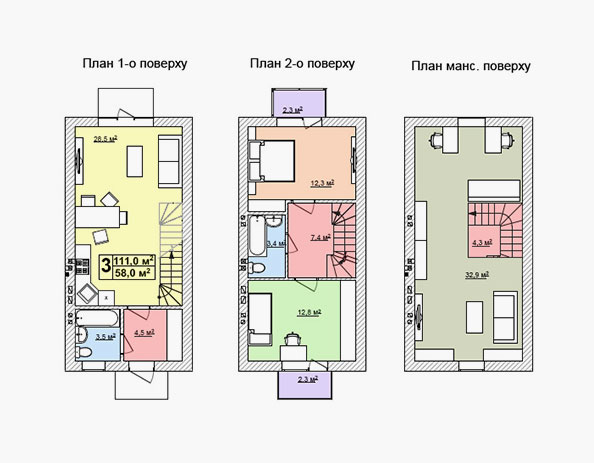 План 1-о поверху
План 2-о поверху
План манс. поверху
28.5 м²
3
111,0 м²
58,0 м²
x
3.5 м²
4.5 м²
2.3 м²
12.3 м²
3.4 м²
7.4 м²
12.8 м²
2.3 м²
4.3 м²
32.9 м²